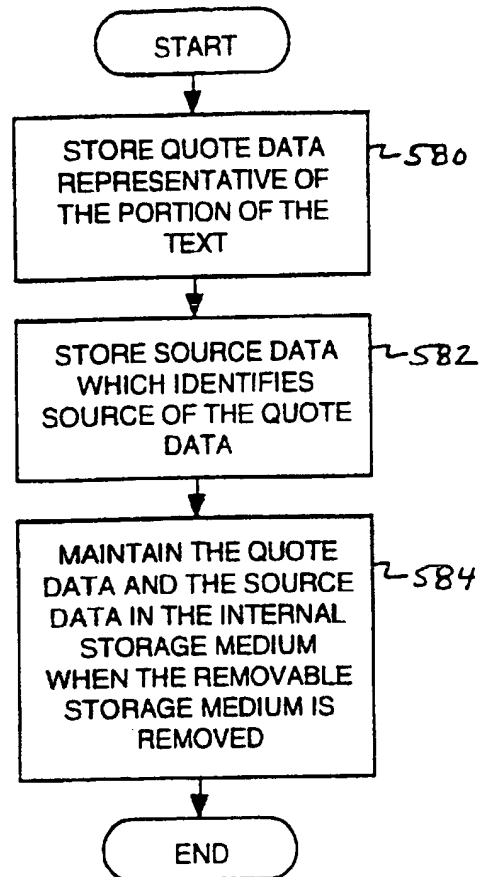 START
STORE QUOTE DATA
REPRESENTATIVE OF
THE PORTION OF THE
TEXT
580
STORE SOURCE DATA
WHICH IDENTIFIES
SOURCE OF THE QUOTE
DATA
582
MAINTAIN THE QUOTE
DATA AND THE SOURCE
DATA IN THE INTERNAL
STORAGE MEDIUM
WHEN THE REMOVABLE
STORAGE MEDIUM IS
REMOVED
584
END